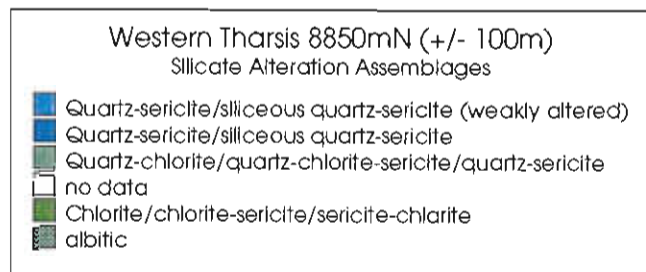 Western Tharsis 8850mN (+/- 100m)
Silicate Alteration Assemblages
Quartz-sericite/siliceous quartz-sericite (weakly altered)
Quartz-sericite/siliceous quartz-sericite
Quartz-chlorite/quartz-chlorite-sericite/quartz-sericite
no data
Chlorite/chlorite-sericite/sericite-chlarite
albitic